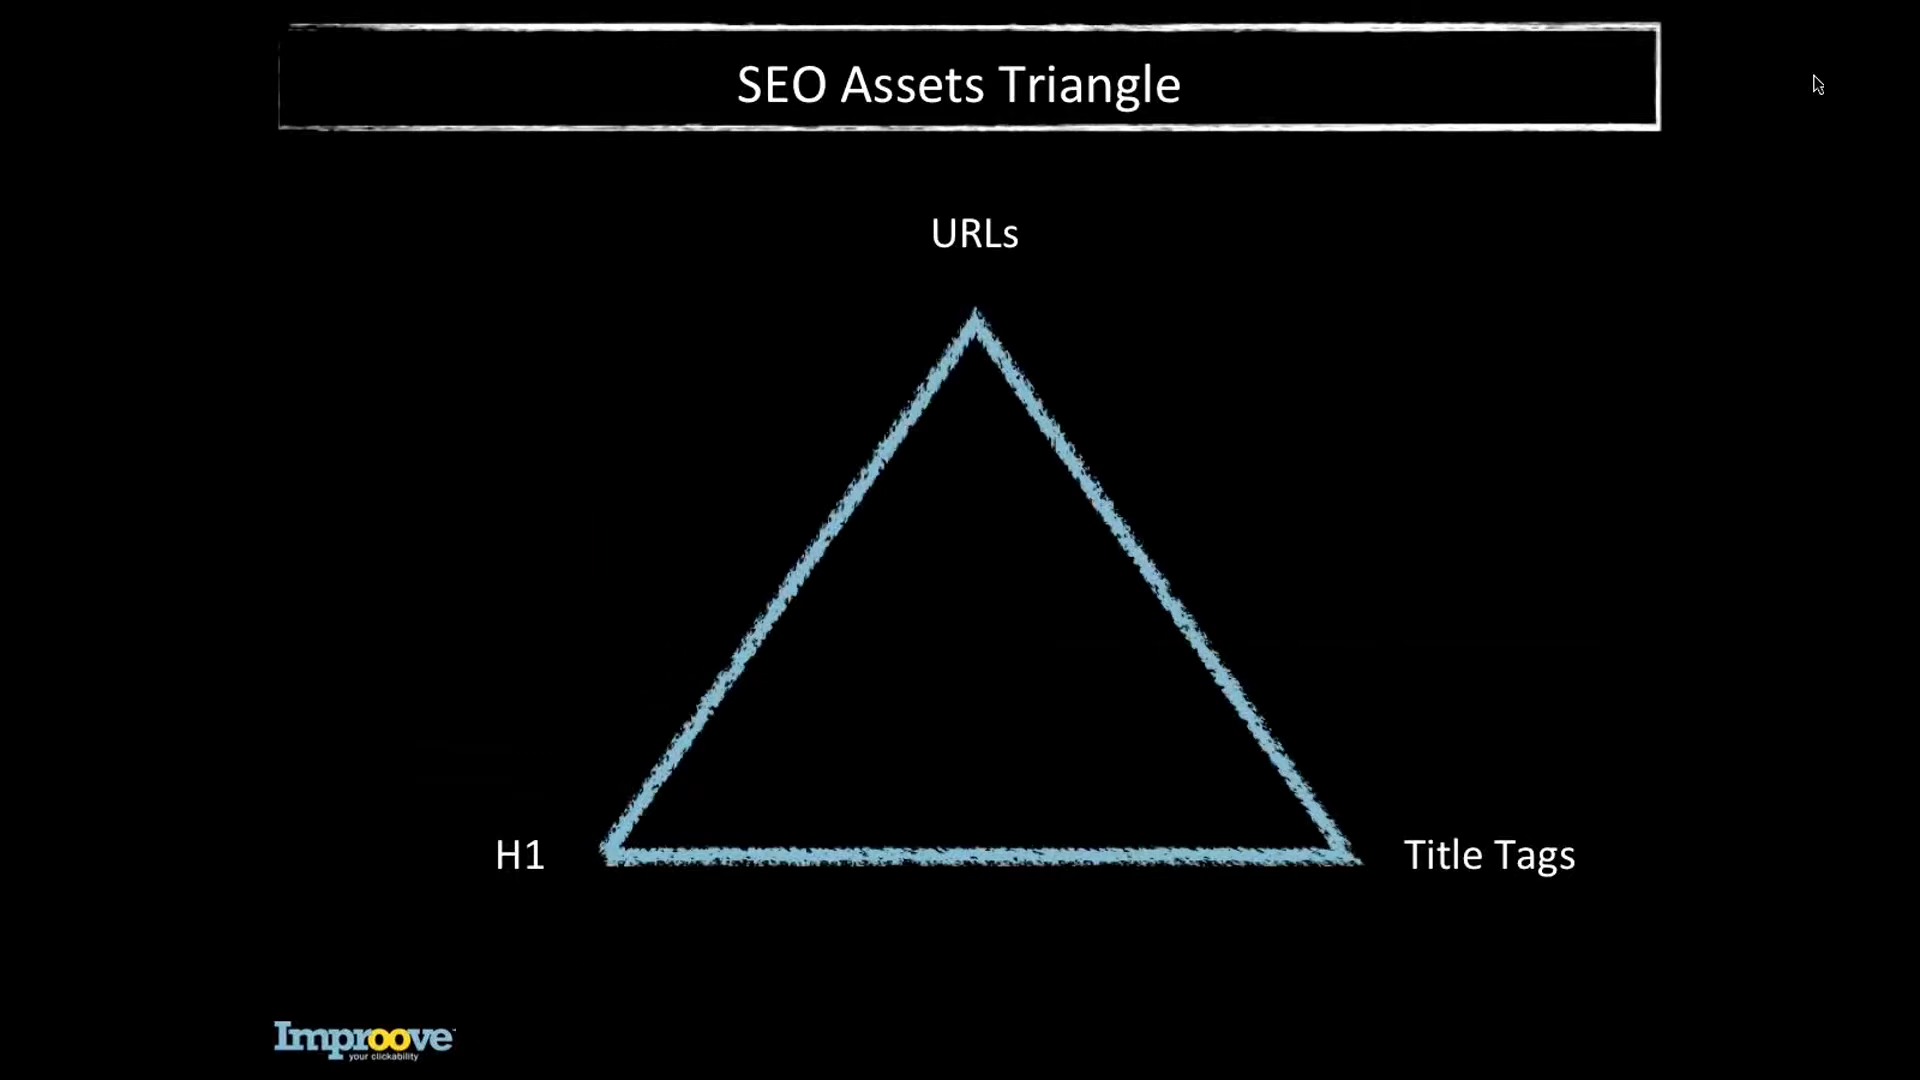 SEO Assets Triangle
URLs
H1
Title Tags
Improove
your clickability